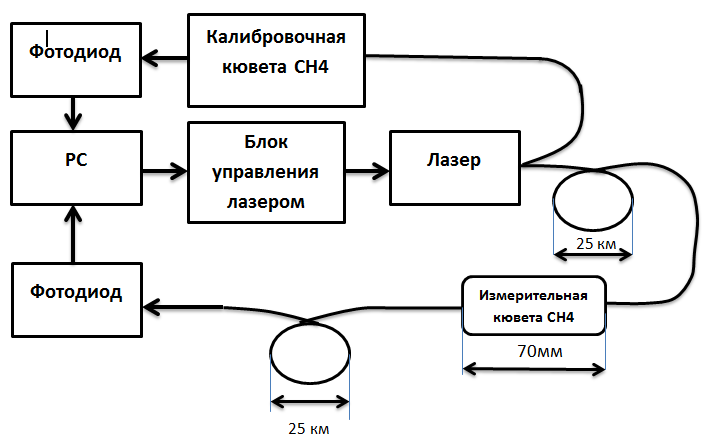 Фотодиод
Калибровочная
кювета CH4
PC
Блок
управления
лазером
Лазер
25 км
Фотодиод
Измерительная
кювета CH4
70мм
25 км